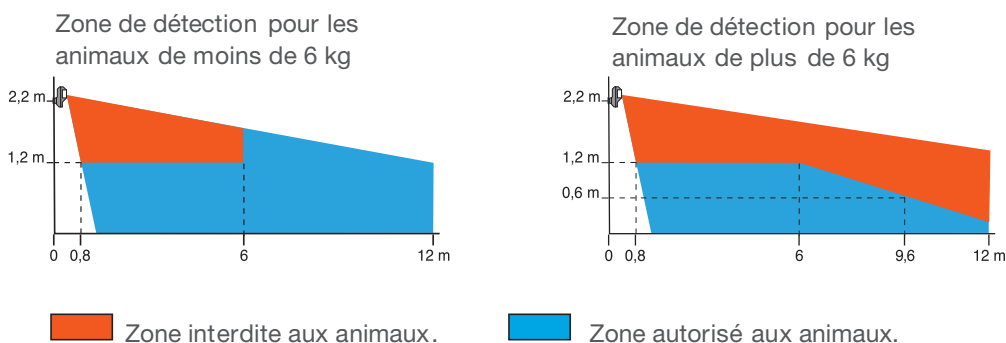 Zone de détection pour les
animaux de moins de 6 kg
2,2 m
1,2 m
0 0,8 6 12 m
Zone de détection pour les
animaux de plus de 6 kg
2,2 m
1,2 m
0,6 m
0 0,8 6 9,6 12 m
Zone interdite aux animaux.
Zone autorisé aux animaux.